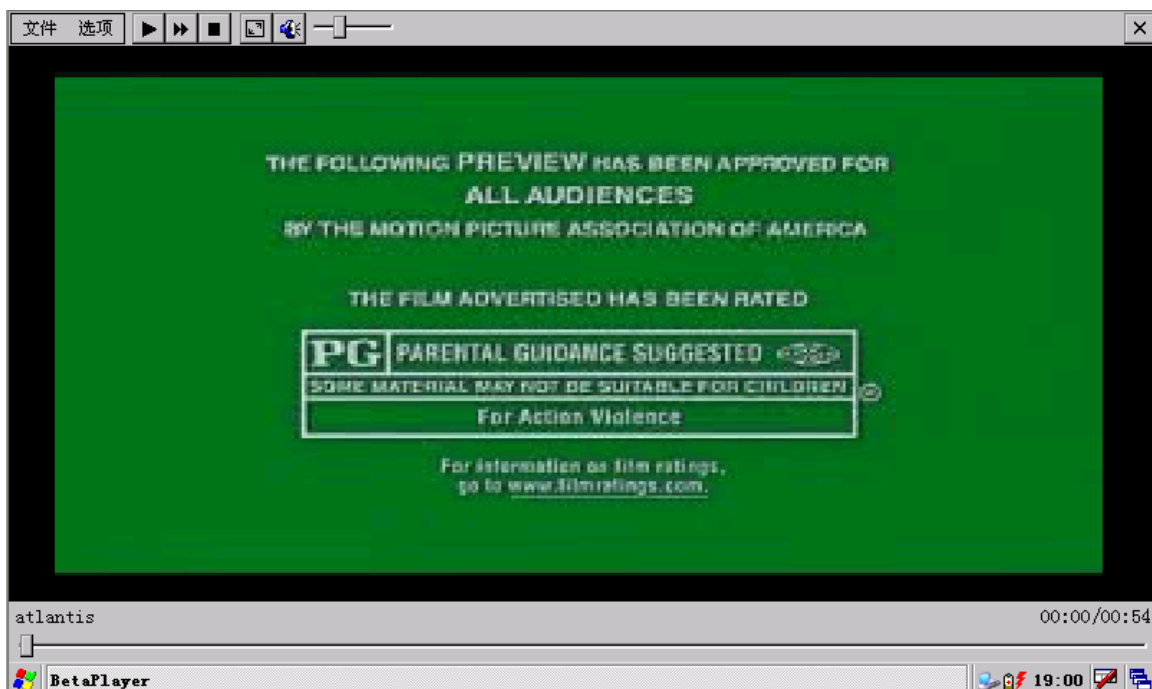 文件 选项
THE FOLLOWING PREVIEW HAS BEEN APPROVED FOR
ALL AUDIENCES
BY THE MOTION PICTURE ASSOCIATION OF AMERICA
THE FILM ADVERTISED HAS BEEN RATED
PG PARENTAL GUIDANCE SUGGESTED
SOME MATERIAL MAY NOT BE SUITABLE FOR CHILDREN
For Action Violence
For information on film ratings,
go to www.filmratings.com.
atlantis 00:00/00:54
BetaPlayer 19:00